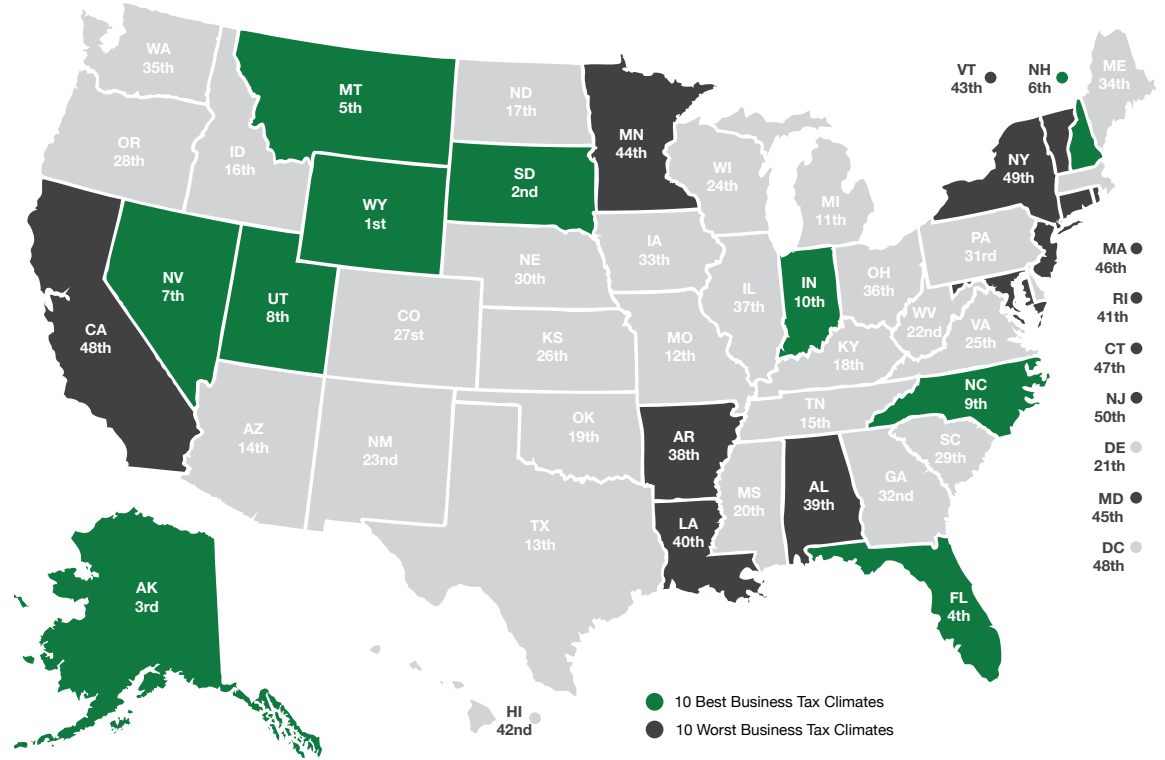 WA
35th
MT
5th
ND
17th
MN
44th
VT
43th
NH
6th
ME
34th
OR
28th
ID
16th
SD
2nd
WI
24th
NY
49th
WY
1st
MI
11th
IA
33th
PA
31rd
MA
46th
NV
7th
UT
8th
NE
30th
IL
37th
IN
10th
OH
36th
RI
41th
CA
48th
CO
27st
KS
26th
MO
12th
WV
22nd
VA
25th
KY
18th
CT
47th
NC
9th
NJ
50th
AZ
14th
NM
23nd
OK
19th
AR
38th
TN
15th
SC
29th
DE
21th
TX
13th
LA
40th
MS
20th
AL
39th
GA
32nd
MD
45th
DC
48th
AK
3rd
FL
4th
HI
42nd
10 Best Business Tax Climates
10 Worst Business Tax Climates